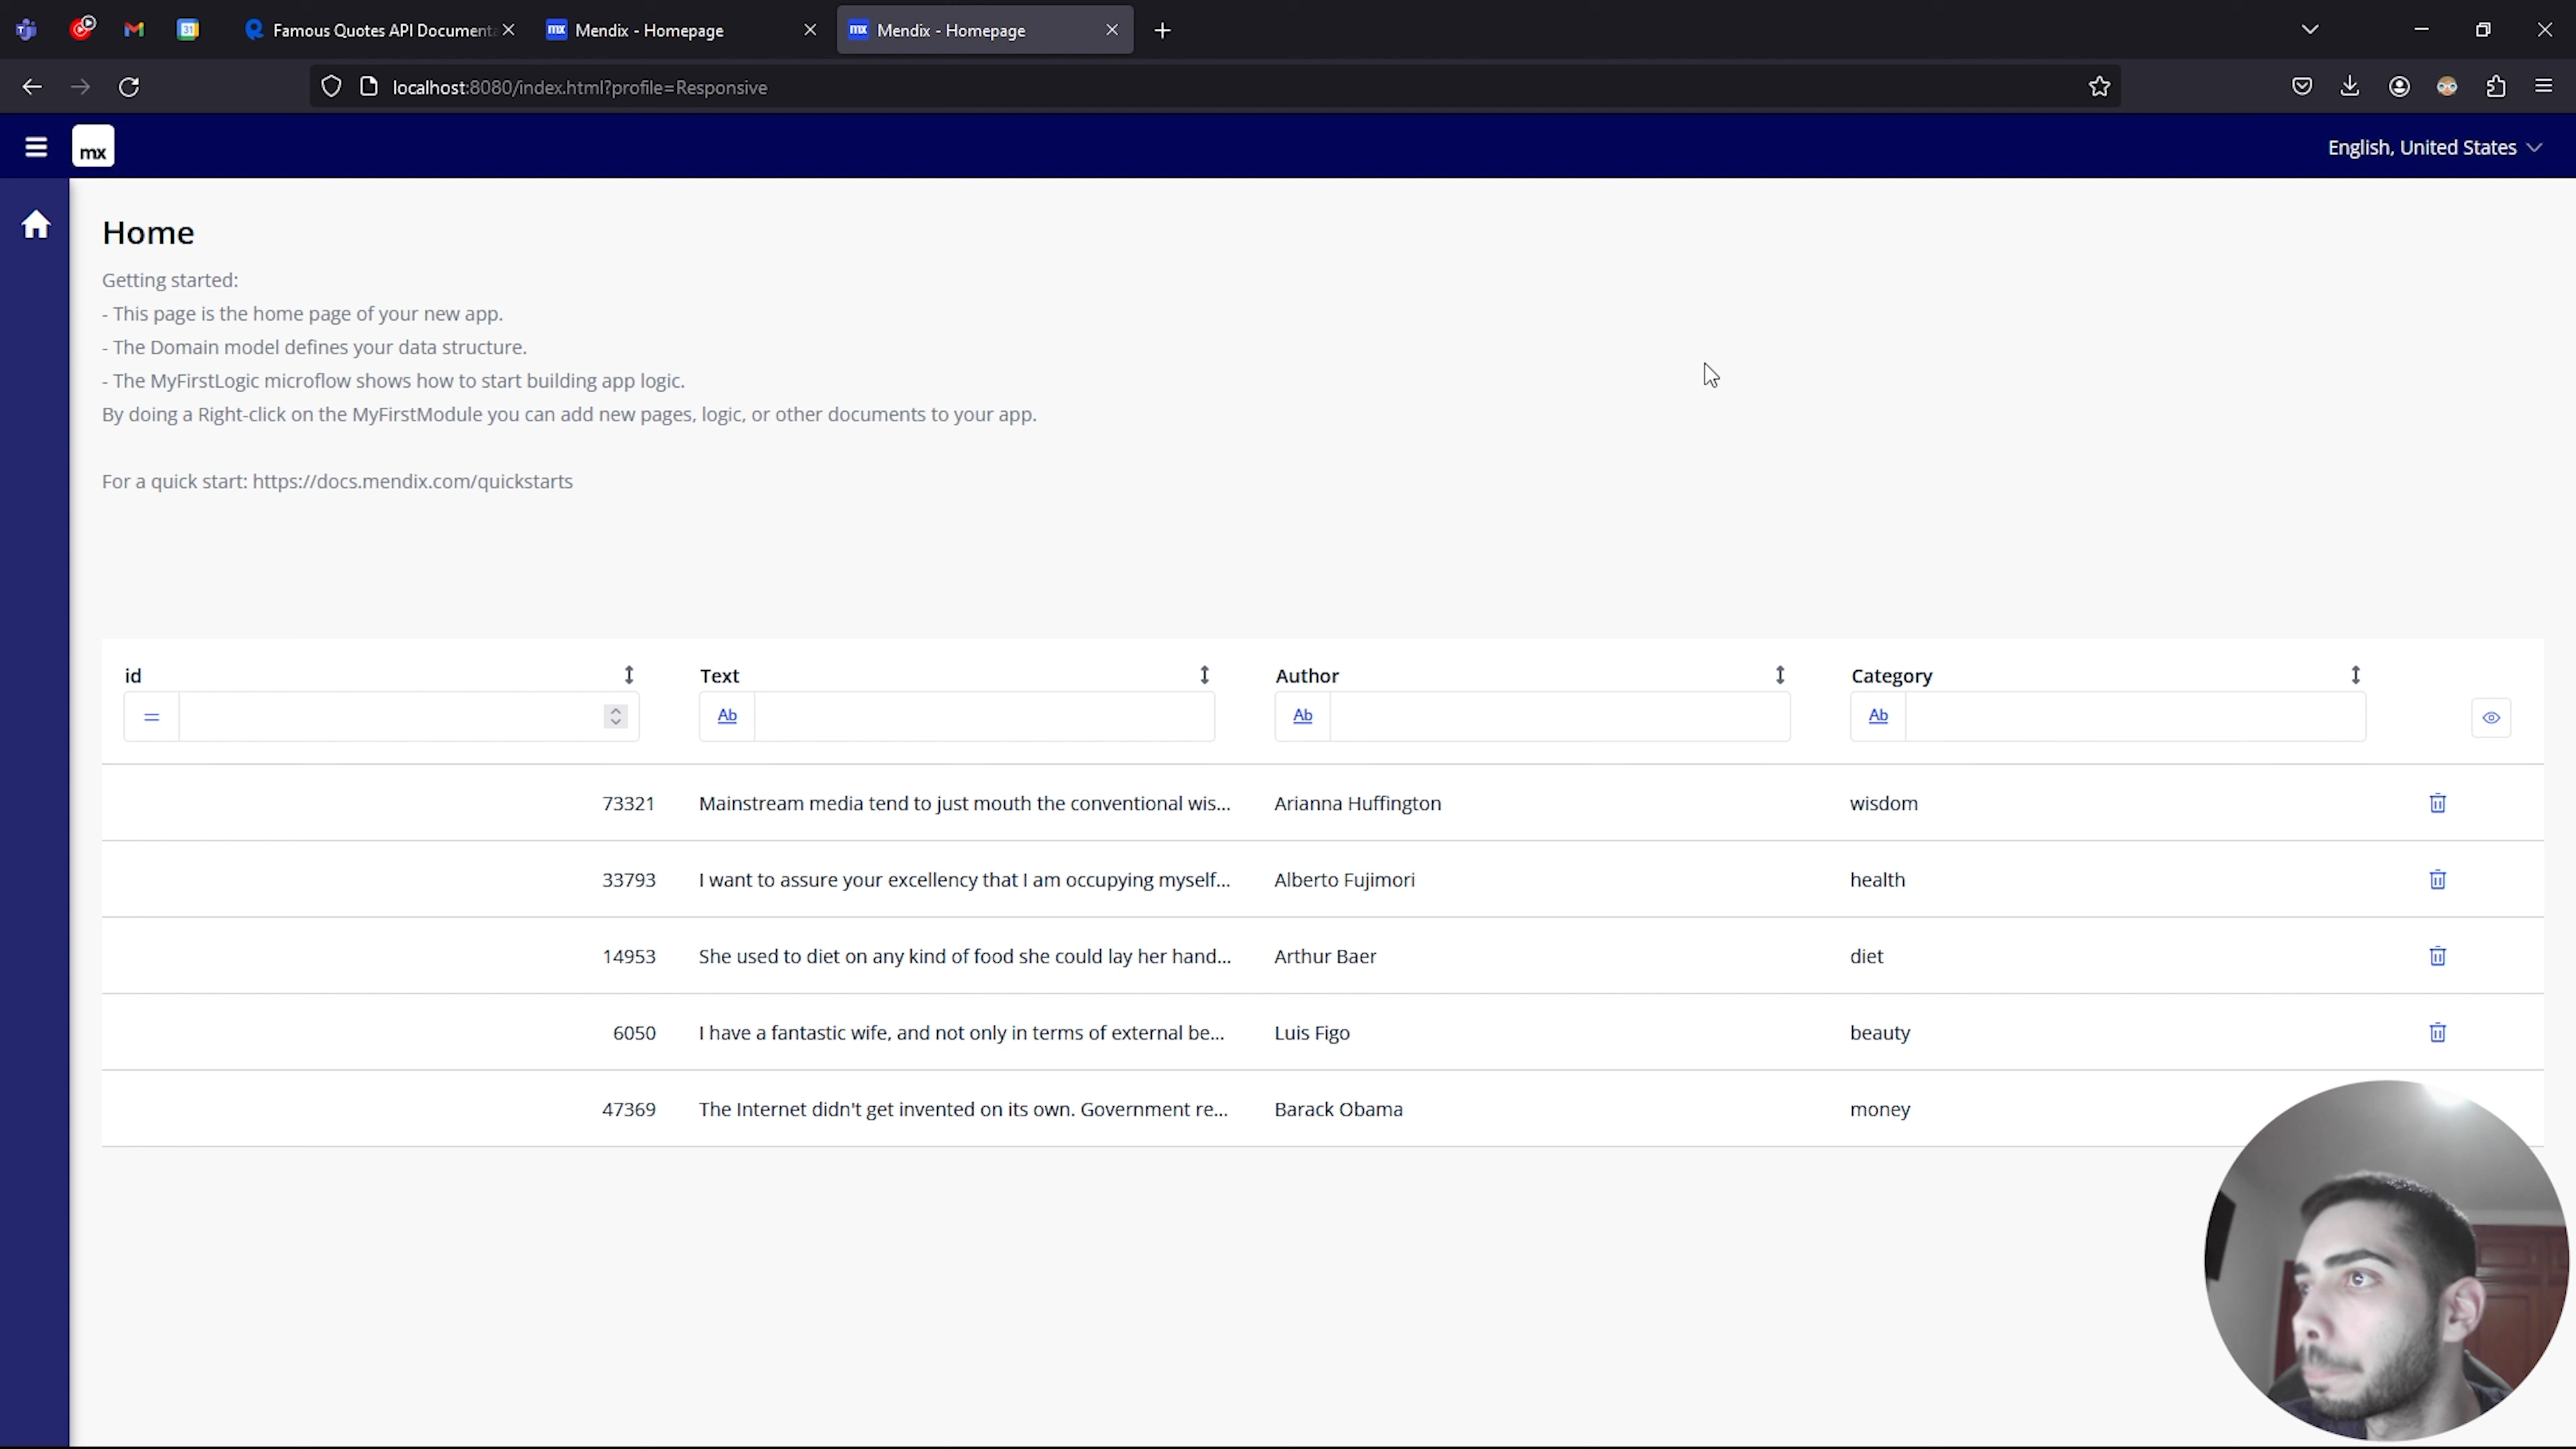 Famous Quotes API Documenta
Mendix - Homepage
Mendix - Homepage
localhost:8080/index.html?profile=Responsive
mx
English, United States
Home
Getting started:
- This page is the home page of your new app.
- The Domain model defines your data structure.
- The MyFirstLogic microflow shows how to start building app logic.
By doing a Right-click on the MyFirstModule you can add new pages, logic, or other documents to your app.
For a quick start: https://docs.mendix.com/quickstarts
id Text Author Category
= Ab Ab Ab
73321 Mainstream media tend to just mouth the conventional wis... Arianna Huffington wisdom
33793 I want to assure your excellency that I am occupying myself... Alberto Fujimori health
14953 She used to diet on any kind of food she could lay her hand... Arthur Baer diet
6050 I have a fantastic wife, and not only in terms of external be... Luis Figo beauty
47369 The Internet didn't get invented on its own. Government re... Barack Obama money